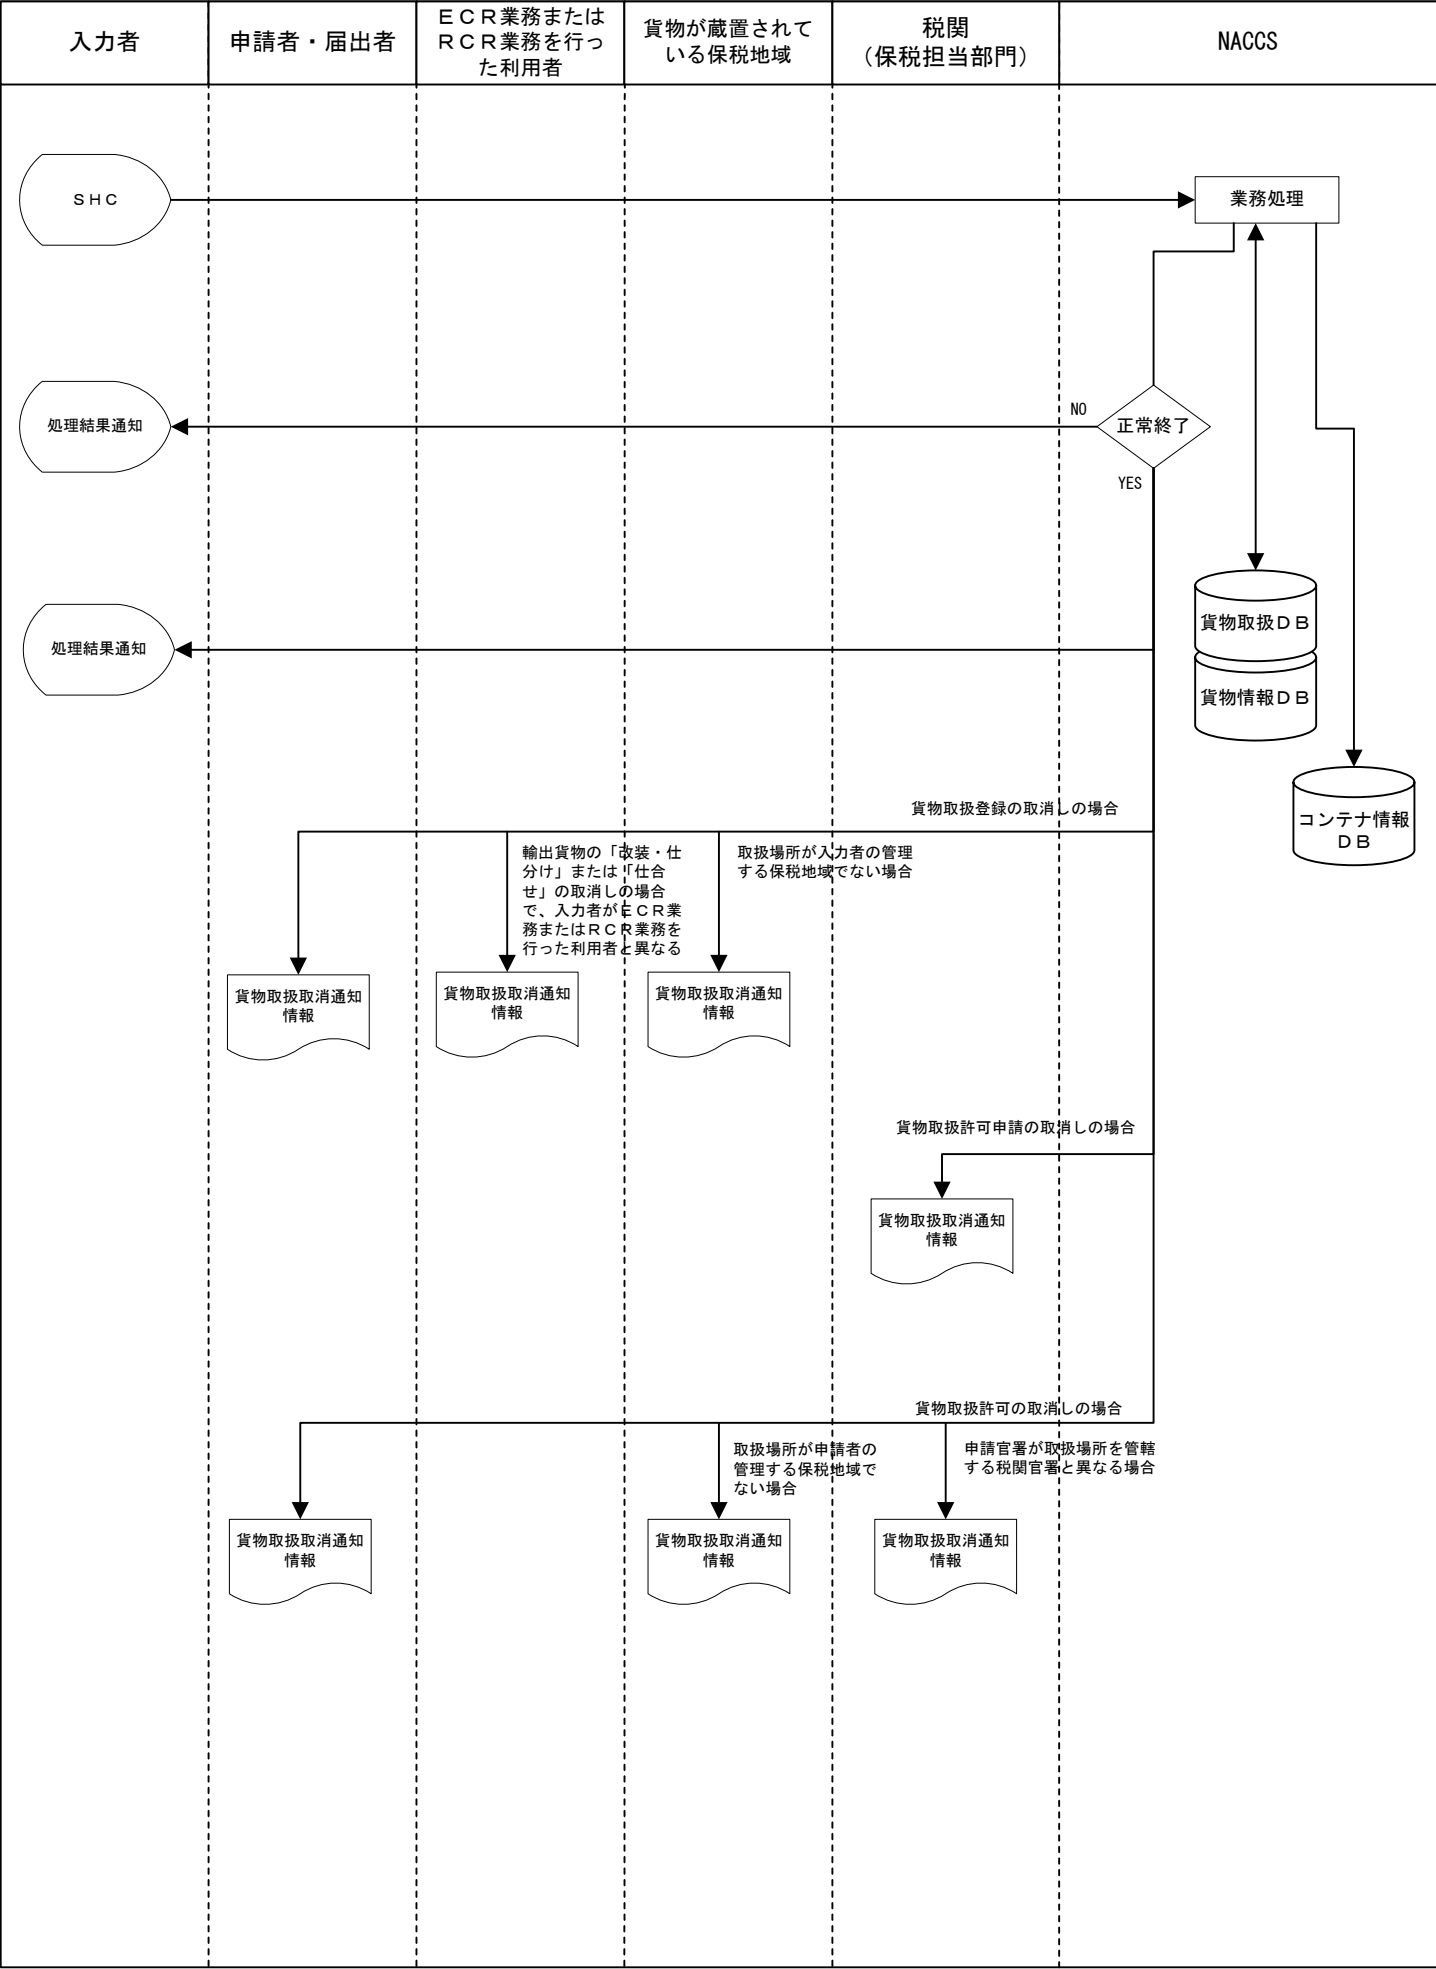 入力者
申請者・届出者
ＥＣＲ業務または
ＲＣＲ業務を行っ
た利用者
貨物が蔵置されて
いる保税地域
税関
（保税担当部門）
NACCS
ＳＨＣ
業務処理
処理結果通知
NO
正常終了
YES
処理結果通知
貨物取扱ＤＢ
貨物情報ＤＢ
コンテナ情報
ＤＢ
貨物取扱登録の取消しの場合
輸出貨物の「改装・仕
分け」または「仕合
せ」の取消しの場合
で、入力者がＥＣＲ業
務またはＲＣＲ業務を
行った利用者と異なる
取扱場所が入力者の管理
する保税地域でない場合
貨物取扱取消通知
情報
貨物取扱取消通知
情報
貨物取扱取消通知
情報
貨物取扱許可申請の取消しの場合
貨物取扱取消通知
情報
貨物取扱許可の取消しの場合
取扱場所が申請者の
管理する保税地域で
ない場合
申請官署が取扱場所を管轄
する税関官署と異なる場合
貨物取扱取消通知
情報
貨物取扱取消通知
情報
貨物取扱取消通知
情報